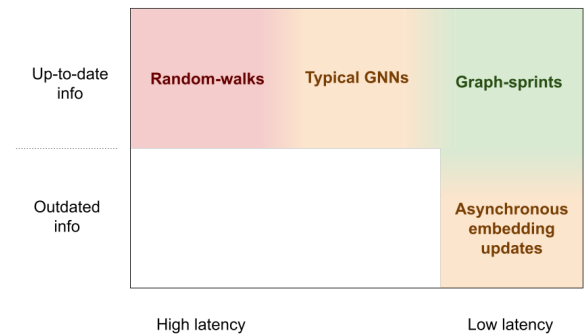 Up-to-date
info
Random-walks
Typical GNNs
Graph-sprints
Outdated
info
Asynchronous
embedding
updates
High latency
Low latency